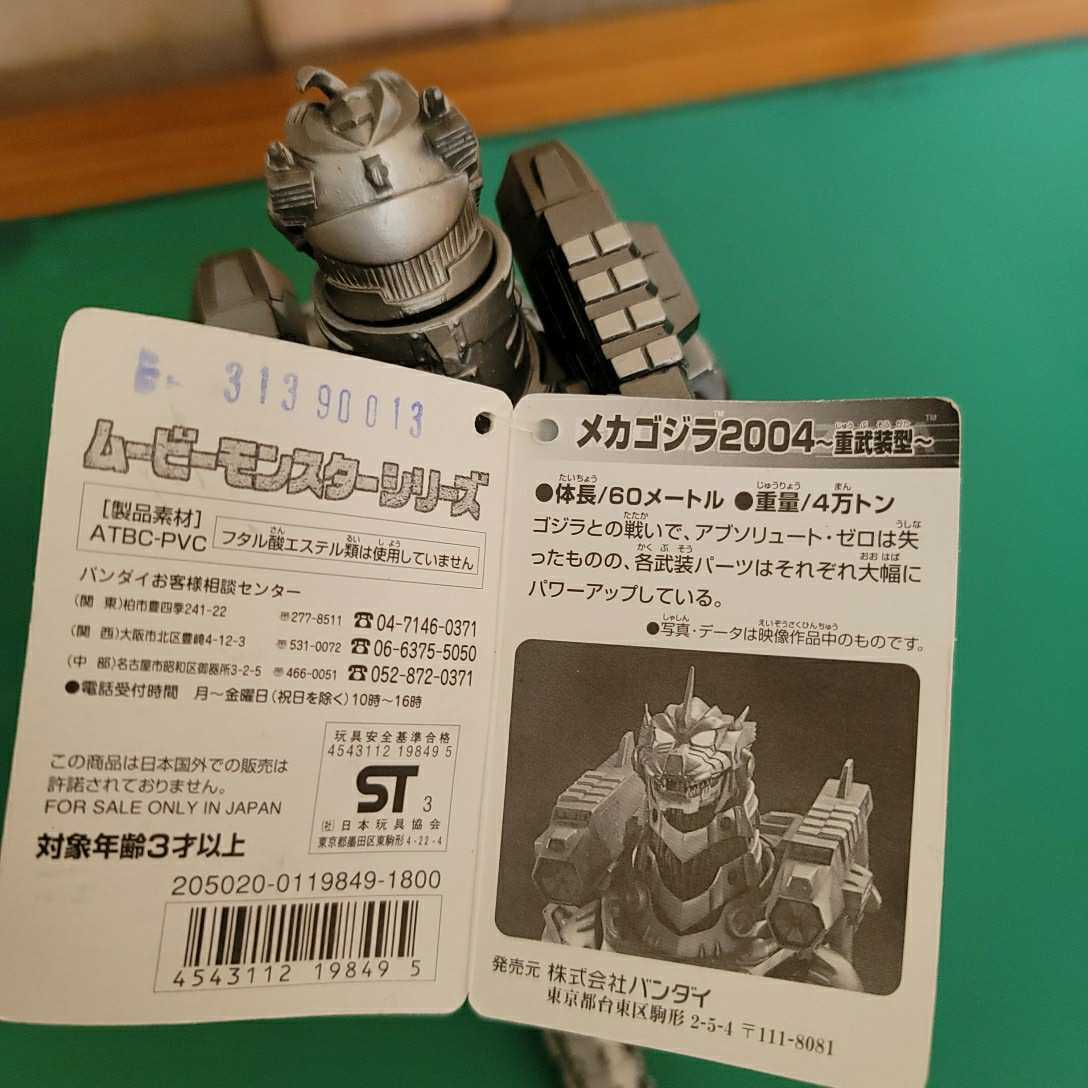 31390013
ムービーモンスターシリーズ
[製品素材]
ATBC-PVC
フタル酸エステル類は使用していません
バンダイお客様相談センター
(関 東)柏市豊四季241-22 〠277-8511 ☎04-7146-0371
(関 西)大阪市北区豊崎4-12-3 〠531-0072 ☎06-6375-5050
(中 部)名古屋市昭和区御器所3-2-5 〠466-0051 ☎052-872-0371
●電話受付時間 月～金曜日(祝日を除く)10時～16時
この商品は日本国外での販売は
許諾されておりません。
FOR SALE ONLY IN JAPAN
対象年齢3才以上
玩具安全基準合格
4543112 19849 5
ST 3
(社)日本玩具協会
東京都墨田区東駒形4-22-4
205020-0119849-1800
4543112 198495
メカゴジラ™2004～重武装型～™
●体長/60メートル ●重量/4万トン
ゴジラとの戦いで、アブソリュート・ゼロは失
ったものの、各武装パーツはそれぞれ大幅に
パワーアップしている。
●写真・データは映像作品中のものです。
発売元 株式会社バンダイ
東京都台東区駒形 2-5-4 〒111-8081